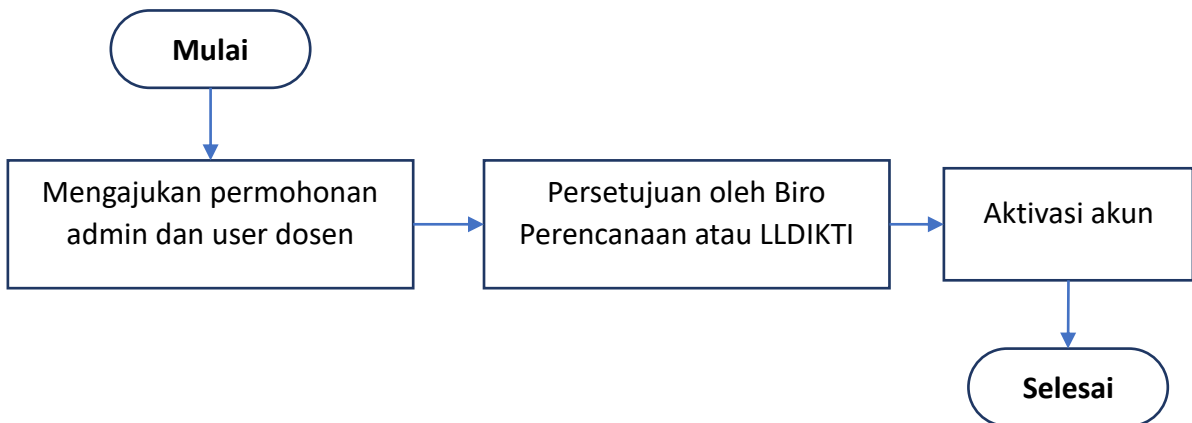 Mulai
Mengajukan permohonan
admin dan user dosen
Persetujuan oleh Biro
Perencanaan atau LLDIKTI
Aktivasi akun
Selesai